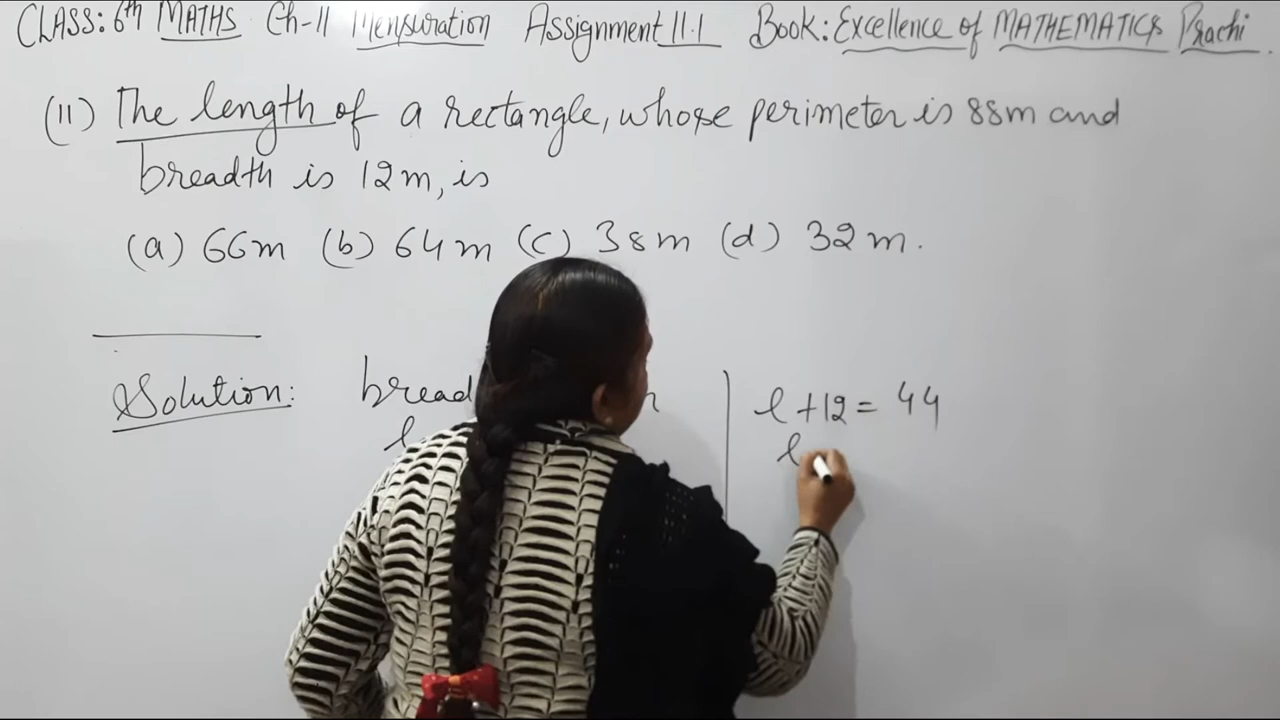 CLASS: 6th MATHS Ch-11 Mensuration Assignment 11.1 Book: Excellence of MATHEMATICS Prachi
(11) The length of a rectangle, whose perimeter is 88m and
breadth is 12m, is
(a) 66m (b) 64m (c) 38m (d) 32m.
Solution: bread
l
l + 12 = 44
l